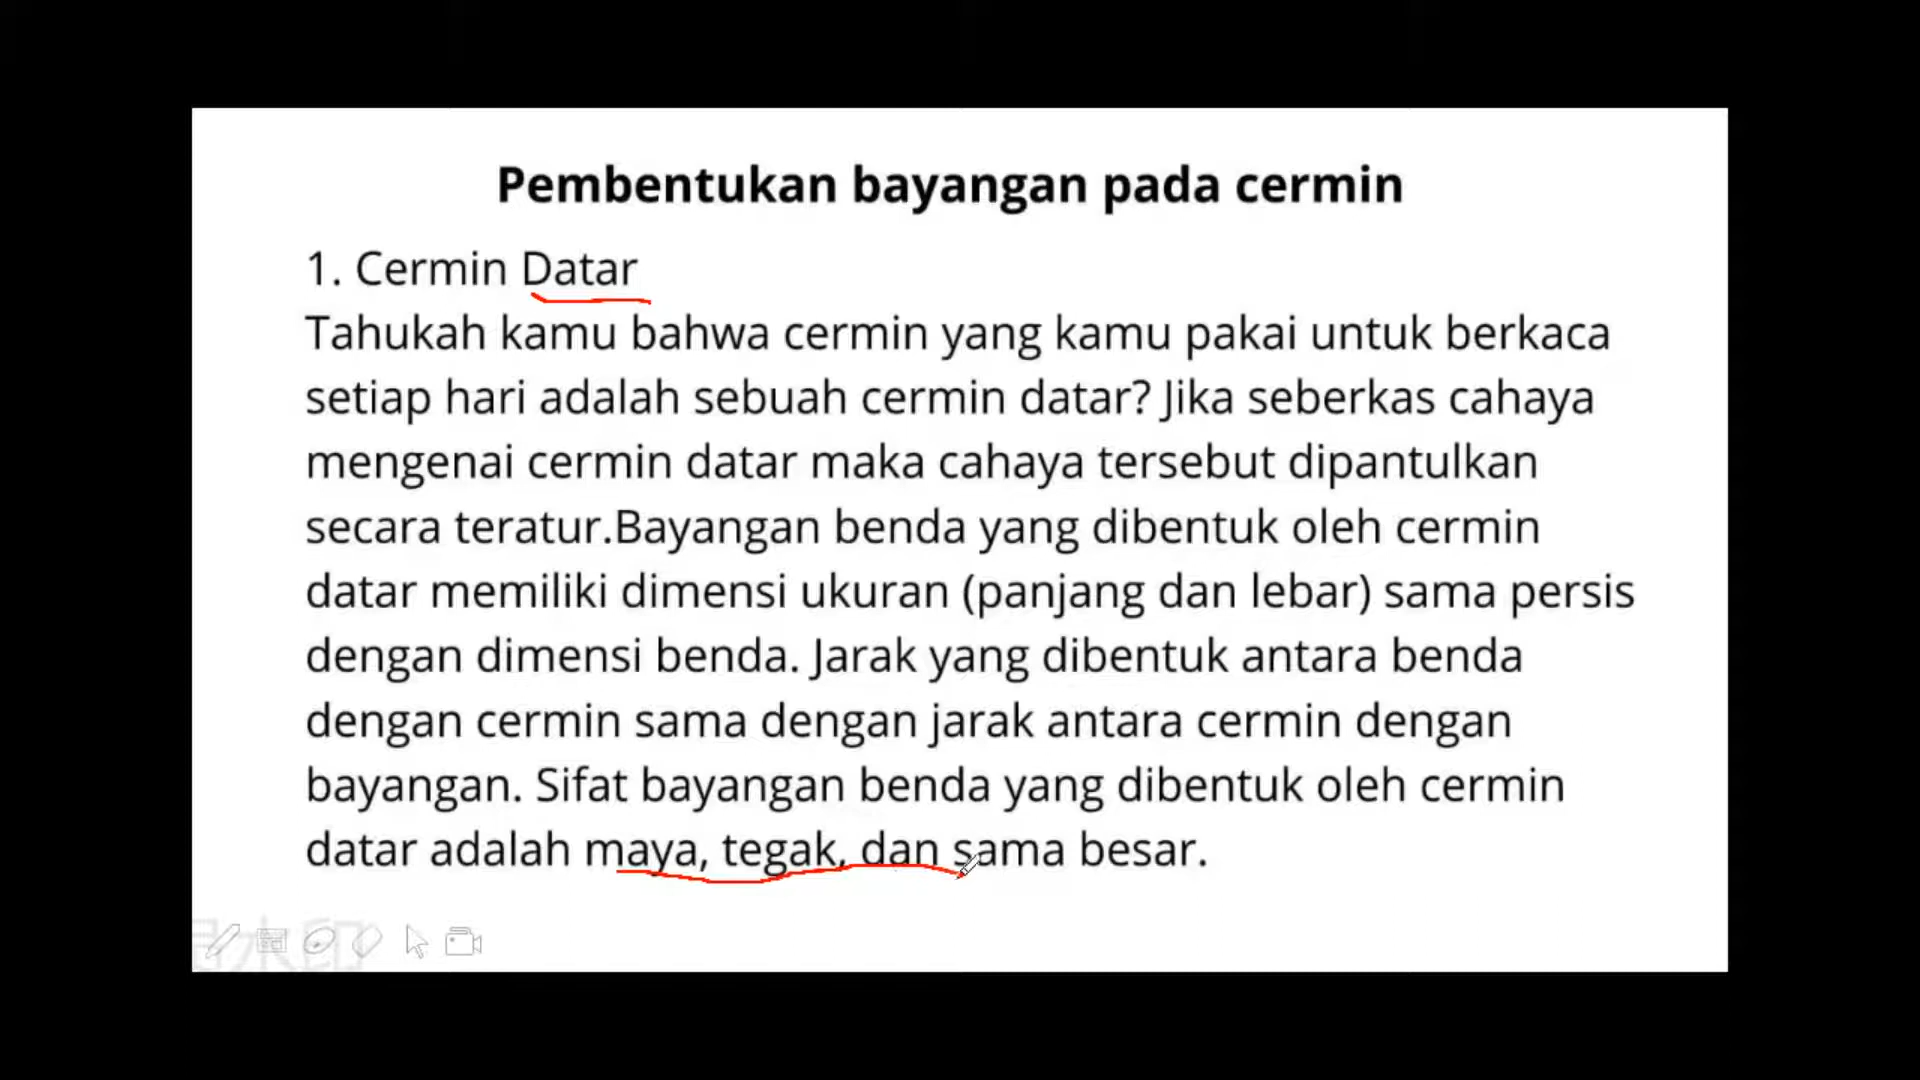 Pembentukan bayangan pada cermin
1. Cermin Datar
Tahukah kamu bahwa cermin yang kamu pakai untuk berkaca
setiap hari adalah sebuah cermin datar? Jika seberkas cahaya
mengenai cermin datar maka cahaya tersebut dipantulkan
secara teratur.Bayangan benda yang dibentuk oleh cermin
datar memiliki dimensi ukuran (panjang dan lebar) sama persis
dengan dimensi benda. Jarak yang dibentuk antara benda
dengan cermin sama dengan jarak antara cermin dengan
bayangan. Sifat bayangan benda yang dibentuk oleh cermin
datar adalah maya, tegak, dan sama besar.
水印